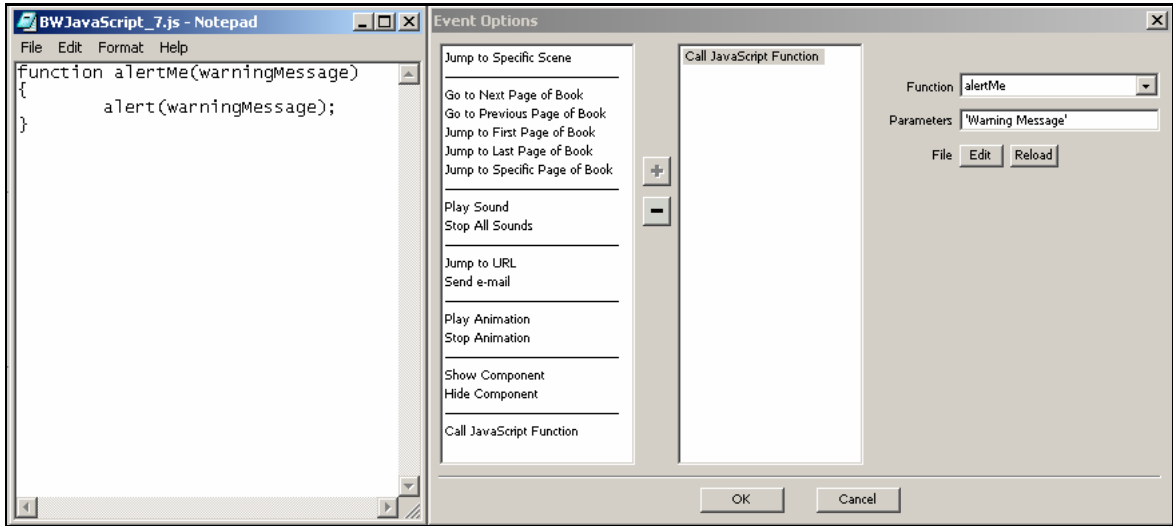 BWJavaScript_7.js - Notepad
File Edit Format Help
function alertMe(warningMessage)
{
alert(warningMessage);
}
Event Options
Jump to Specific Scene
Go to Next Page of Book
Go to Previous Page of Book
Jump to First Page of Book
Jump to Last Page of Book
Jump to Specific Page of Book
Play Sound
Stop All Sounds
Jump to URL
Send e-mail
Play Animation
Stop Animation
Show Component
Hide Component
Call JavaScript Function
+
-
Call JavaScript Function
Function alertMe
Parameters 'Warning Message'
File Edit Reload
OK Cancel